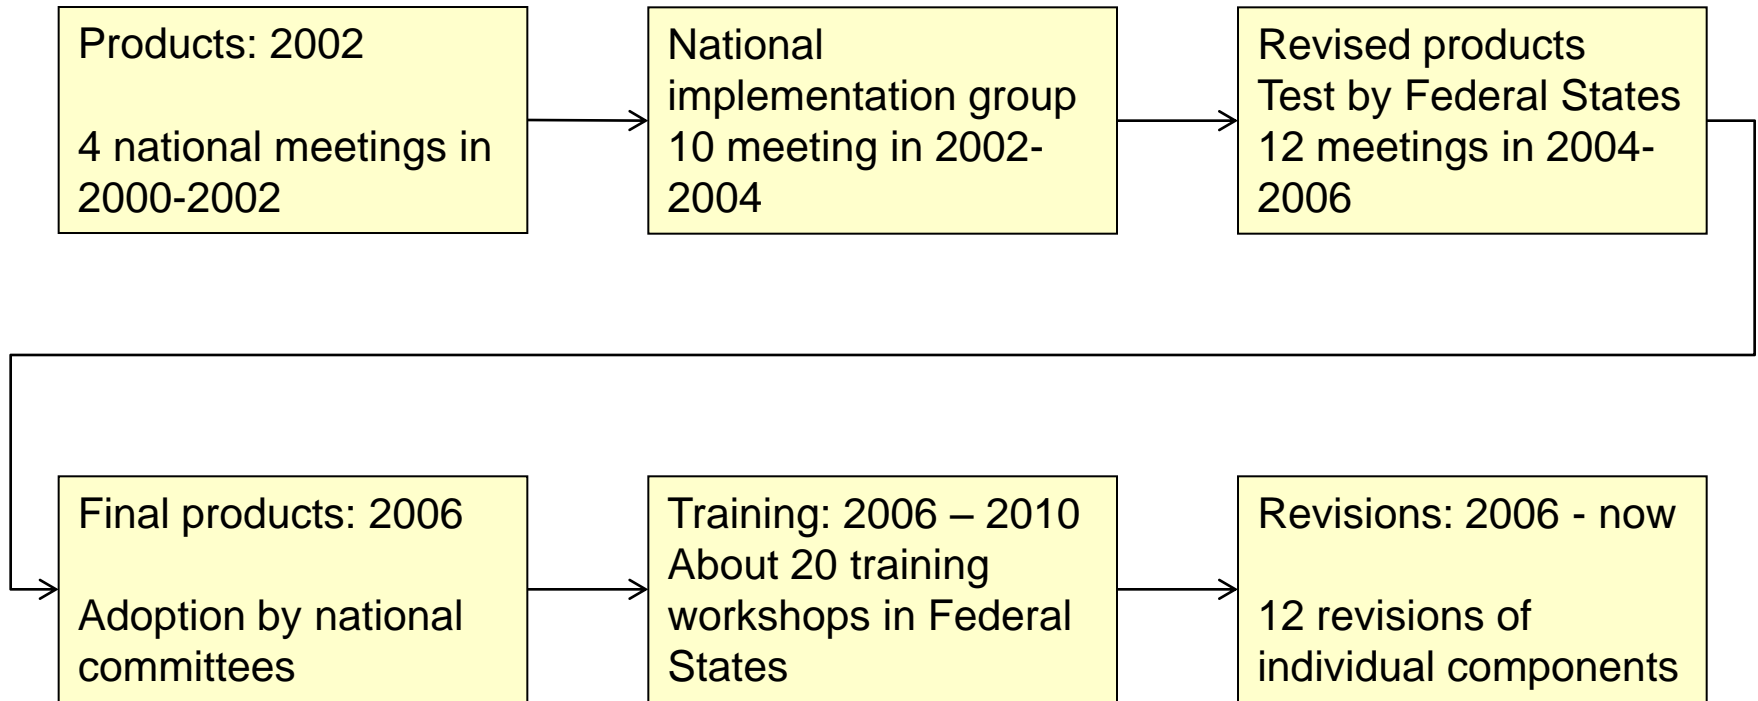 Products: 2002
4 national meetings in
2000-2002
National
implementation group
10 meeting in 2002-
2004
Revised products
Test by Federal States
12 meetings in 2004-
2006
Final products: 2006
Adoption by national
committees
Training: 2006 – 2010
About 20 training
workshops in Federal
States
Revisions: 2006 - now
12 revisions of
individual components